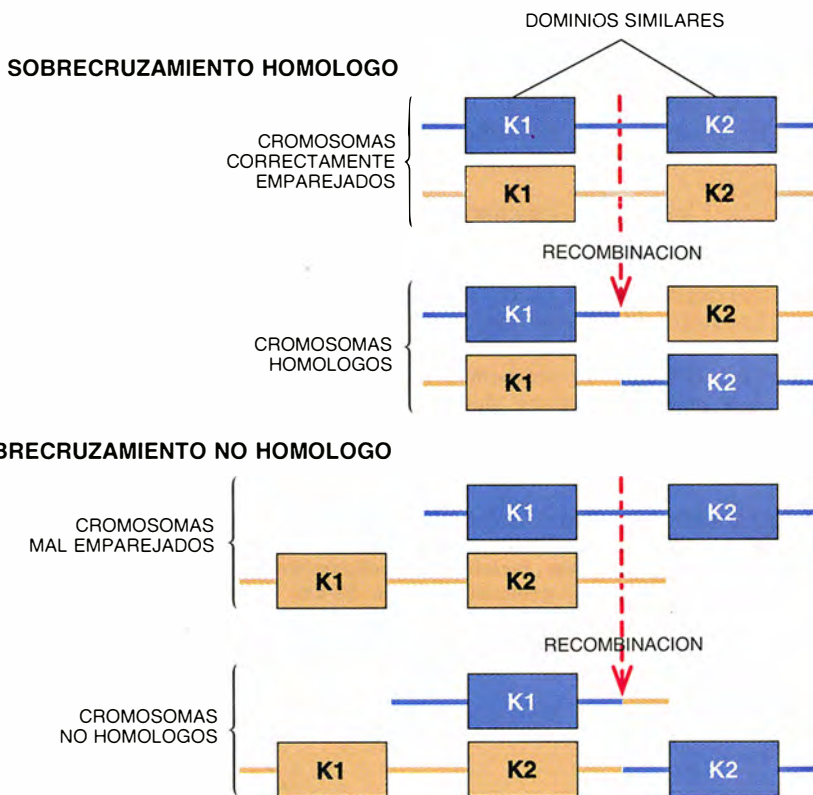 DOMINIOS SIMILARES
SOBRECRUZAMIENTO HOMOLOGO
CROMOSOMAS
CORRECTAMENTE
EMPAREJADOS
K1 K2
K1 K2
RECOMBINACION
CROMOSOMAS
HOMOLOGOS
K1 K2
K1 K2
BRECRUZAMIENTO NO HOMOLOGO
CROMOSOMAS
MAL EMPAREJADOS
K1 K2
K1 K2
RECOMBINACION
CROMOSOMAS
NO HOMOLOGOS
K1
K1 K2 K2